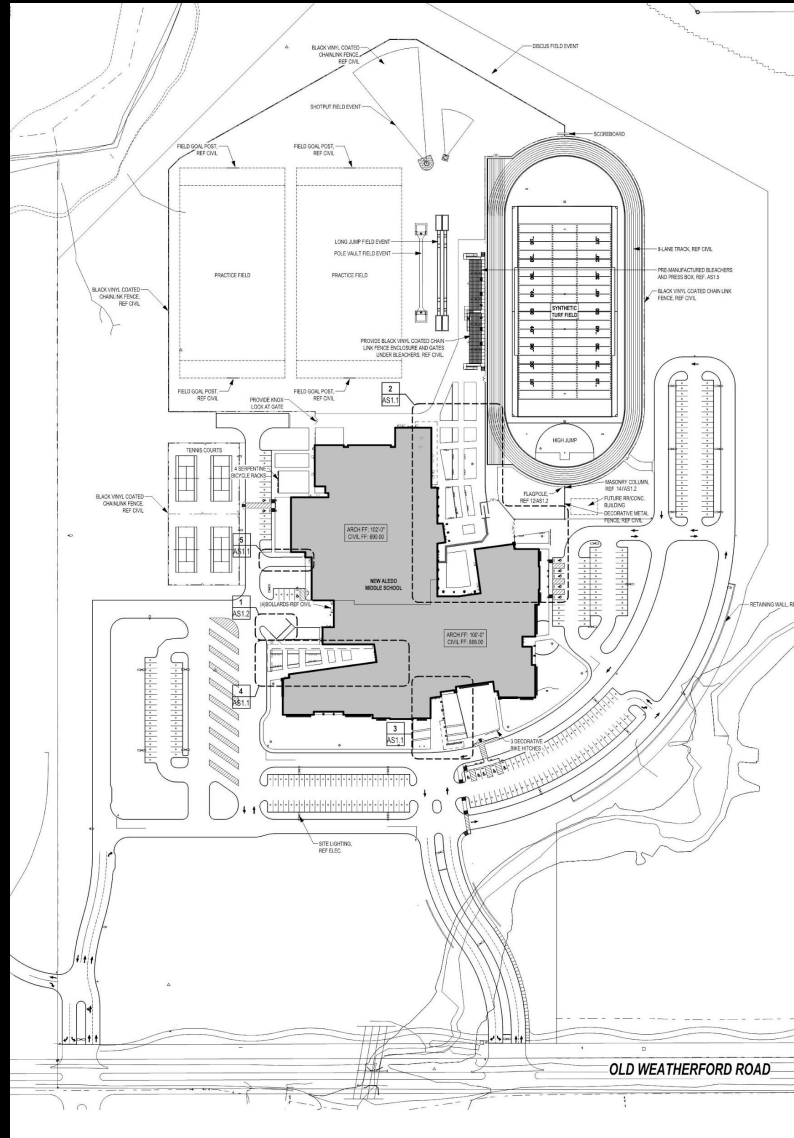 BLACK VINYL COATED
CHAINLINK FENCE,
REF CIVIL
DISCUS FIELD EVENT
SHOTPUT FIELD EVENT
SCOREBOARD
FIELD GOAL POST,
REF CIVIL
FIELD GOAL POST,
REF CIVIL
LONG JUMP FIELD EVENT
POLE VAULT FIELD EVENT
8-LANE TRACK, REF CIVIL
PRACTICE FIELD
PRACTICE FIELD
PRE-MANUFACTURED BLEACHERS
AND PRESS BOX, REF. AS1.5
BLACK VINYL COATED
CHAINLINK FENCE,
REF CIVIL
BLACK VINYL COATED CHAIN LINK
FENCE, REF CIVIL
SYNTHETIC
TURF FIELD
PROVIDE BLACK VINYL COATED CHAIN
LINK FENCE ENCLOSURE AND GATES
UNDER BLEACHERS, REF CIVIL
FIELD GOAL POST,
REF CIVIL
FIELD GOAL POST,
REF CIVIL
2
AS1.1
PROVIDE KNOX
LOCK AT GATE
HIGH JUMP
TENNIS COURTS
4 SERPENTINE
BICYCLE RACKS
MASONRY COLUMN,
REF 14/AS1.2
FLAGPOLE,
REF 12/AS1.2
FUTURE RR/CONC.
BUILDING
DECORATIVE METAL
FENCE, REF CIVIL
BLACK VINYL COATED
CHAINLINK FENCE,
REF CIVIL
ARCH FF: 102'-0"
CIVIL FF: 890.00
5
AS1.1
NEW ALEDO
MIDDLE SCHOOL
1
AS1.2
(4)BOLLARDS-REF CIVIL
RETAINING WALL, RE
ARCH FF: 100'-0"
CIVIL FF: 888.00
4
AS1.1
3
AS1.1
3 DECORATIVE
BIKE HITCHES
SITE LIGHTING,
REF ELEC.
OLD WEATHERFORD ROAD